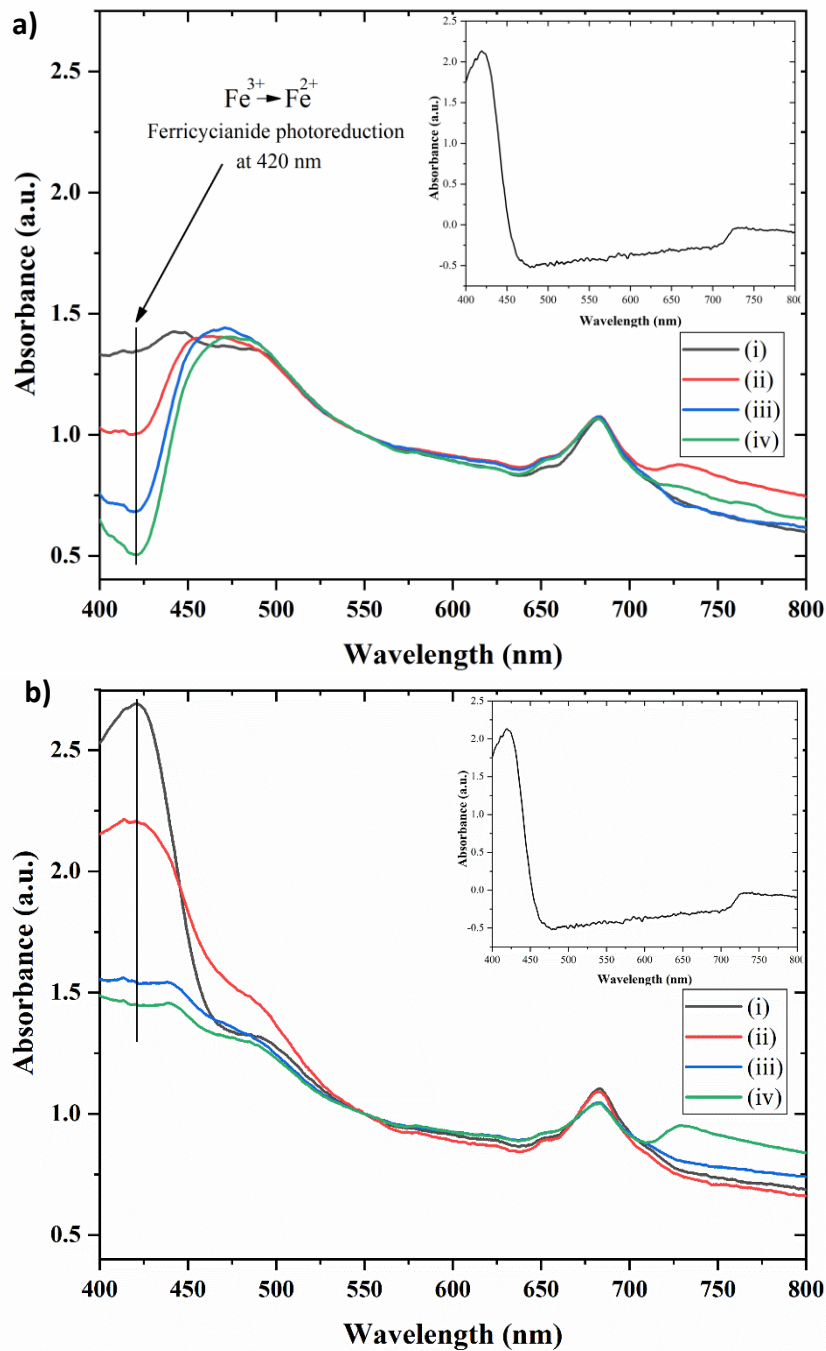 a)
Fe3+→Fe2+
Ferricycianide photoreduction
at 420 nm
Absorbance (a.u.)
2.5
2.0
1.5
1.0
0.5
400 450 500 550 600 650 700 750 800
Wavelength (nm)
Absorbance (a.u.)
2.5
2.0
1.5
1.0
0.5
0.0
-0.5
400 450 500 550 600 650 700 750 800
Wavelength (nm)
(i)
(ii)
(iii)
(iv)
b)
Absorbance (a.u.)
2.5
2.0
1.5
1.0
0.5
400 450 500 550 600 650 700 750 800
Wavelength (nm)
Absorbance (a.u.)
2.5
2.0
1.5
1.0
0.5
0.0
-0.5
400 450 500 550 600 650 700 750 800
Wavelength (nm)
(i)
(ii)
(iii)
(iv)